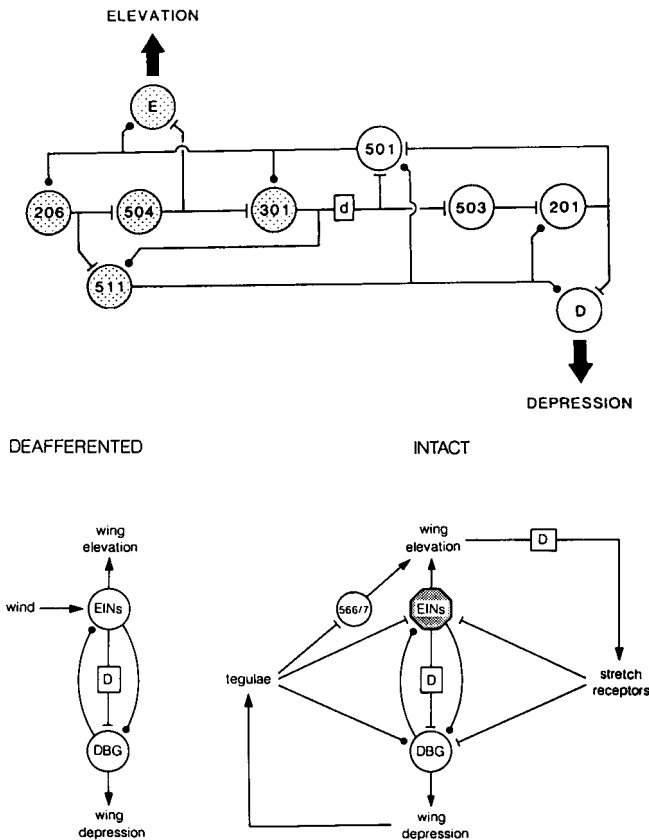 ELEVATION
E
501
206
504
301
d
503
201
511
D
DEPRESSION
DEAFFERENTED
INTACT
wing
elevation
wind
EINs
D
DBG
wing
depression
wing
elevation
D
566/7
EINs
tegulae
D
stretch
receptors
DBG
wing
depression